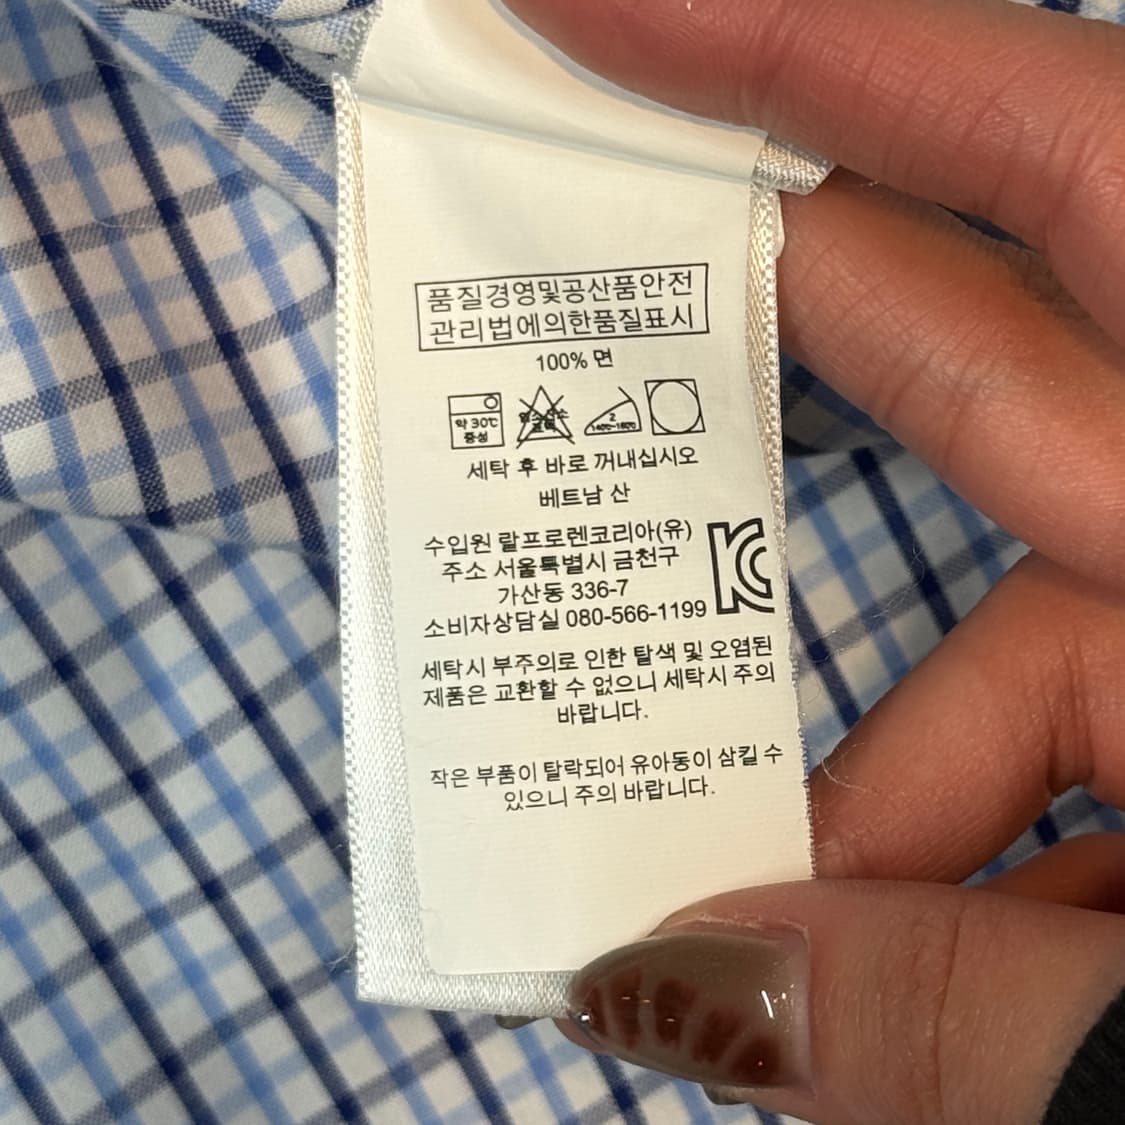 품질경영및공산품안전
관리법에의한품질표시
100% 면
약 30℃
중성
2
140℃~160℃
세탁 후 바로 꺼내십시오
베트남 산
수입원 랄프로렌코리아(유)
주소 서울특별시 금천구
가산동 336-7
소비자상담실 080-566-1199
세탁시 부주의로 인한 탈색 및 오염된
제품은 교환할 수 없으니 세탁시 주의
바랍니다.
작은 부품이 탈락되어 유아동이 삼킬 수
있으니 주의 바랍니다.